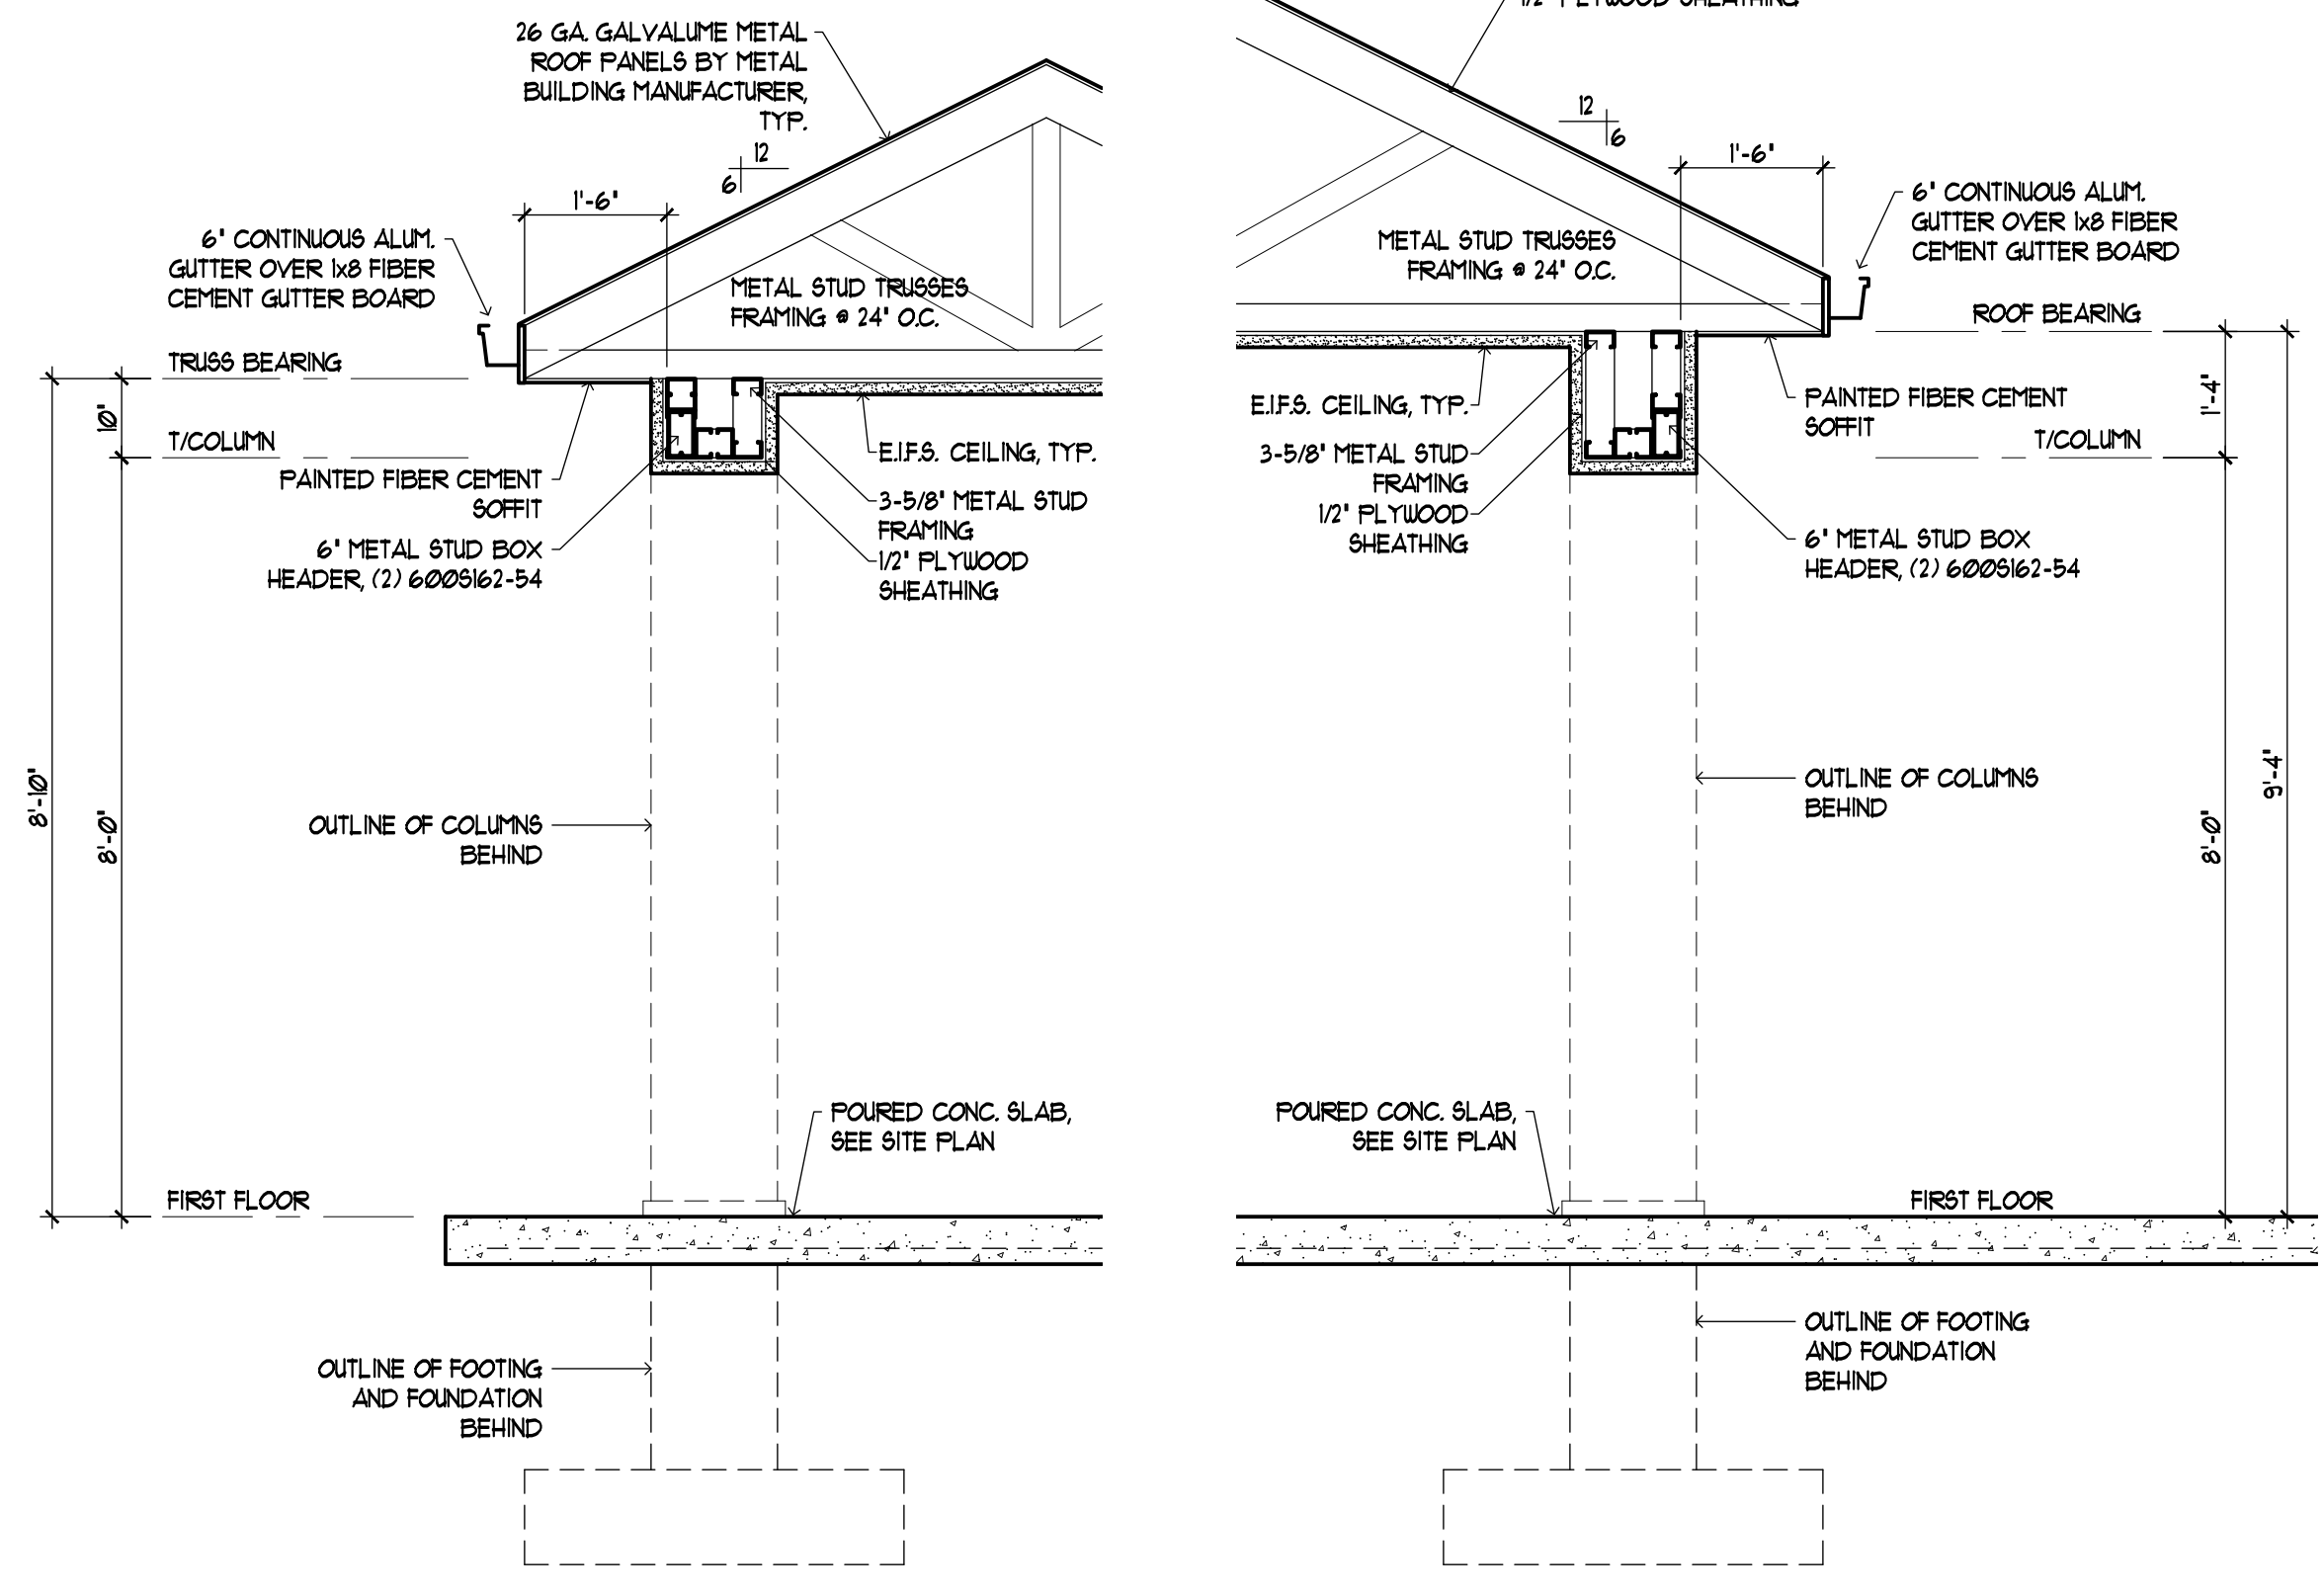 26 GA. GALVALUME METAL
ROOF PANELS BY METAL
BUILDING MANUFACTURER,
TYP.
12
6
1'-6"
6" CONTINUOUS ALUM.
GUTTER OVER 1x8 FIBER
CEMENT GUTTER BOARD
METAL STUD TRUSSES
FRAMING @ 24" O.C.
TRUSS BEARING
10"
T/COLUMN
PAINTED FIBER CEMENT
SOFFIT
6" METAL STUD BOX
HEADER, (2) 600S162-54
E.I.F.S. CEILING, TYP.
3-5/8" METAL STUD
FRAMING
1/2" PLYWOOD
SHEATHING
8'-10"
8'-0"
OUTLINE OF COLUMNS
BEHIND
POURED CONC. SLAB,
SEE SITE PLAN
FIRST FLOOR
OUTLINE OF FOOTING
AND FOUNDATION
BEHIND
1/2" PLYWOOD SHEATHING
12
6
1'-6"
6" CONTINUOUS ALUM.
GUTTER OVER 1x8 FIBER
CEMENT GUTTER BOARD
METAL STUD TRUSSES
FRAMING @ 24" O.C.
ROOF BEARING
1'-4"
E.I.F.S. CEILING, TYP.
3-5/8" METAL STUD
FRAMING
1/2" PLYWOOD
SHEATHING
PAINTED FIBER CEMENT
SOFFIT
T/COLUMN
6" METAL STUD BOX
HEADER, (2) 600S162-54
OUTLINE OF COLUMNS
BEHIND
8'-0"
9'-4"
POURED CONC. SLAB,
SEE SITE PLAN
FIRST FLOOR
OUTLINE OF FOOTING
AND FOUNDATION
BEHIND